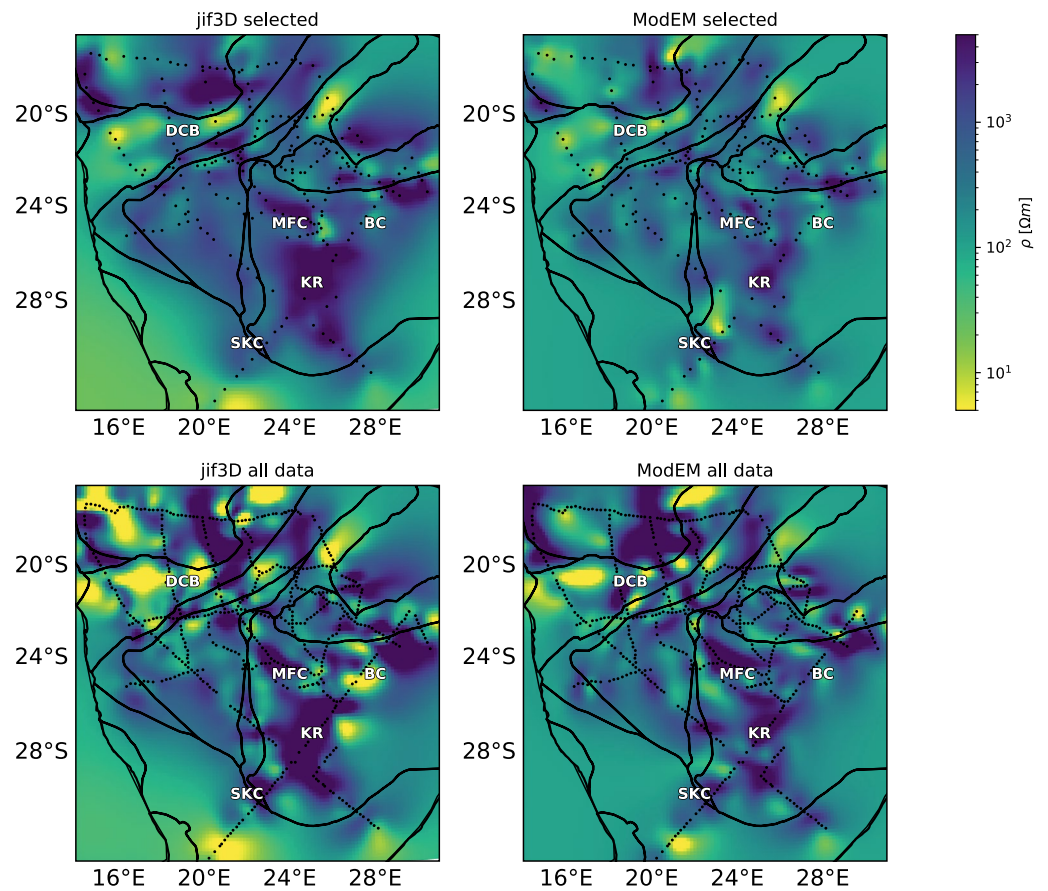 jif3D selected
ModEM selected
20°S
24°S
28°S
DCB
MFC
BC
KR
SKC
DCB
MFC
BC
KR
SKC
10³
10²
10¹
ρ [Ωm]
16°E 20°E 24°E 28°E
16°E 20°E 24°E 28°E
jif3D all data
ModEM all data
20°S
24°S
28°S
DCB
MFC
BC
KR
SKC
DCB
MFC
BC
KR
SKC
16°E 20°E 24°E 28°E
16°E 20°E 24°E 28°E